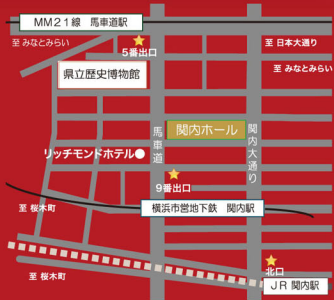 MM21線 馬車道駅
至 みなとみらい
5番出口
至 日本大通り
県立歴史博物館
至 みなとみらい
馬車道
関内ホール
関内大通り
リッチモンドホテル
9番出口
至 桜木町
横浜市営地下鉄 関内駅
北口
至 桜木町
JR 関内駅